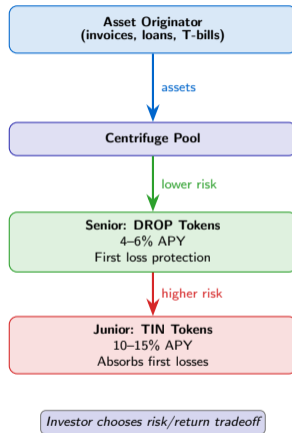 Asset Originator
(invoices, loans, T-bills)
assets
Centrifuge Pool
lower risk
Senior: DROP Tokens
4–6% APY
First loss protection
higher risk
Junior: TIN Tokens
10–15% APY
Absorbs first losses
Investor chooses risk/return tradeoff